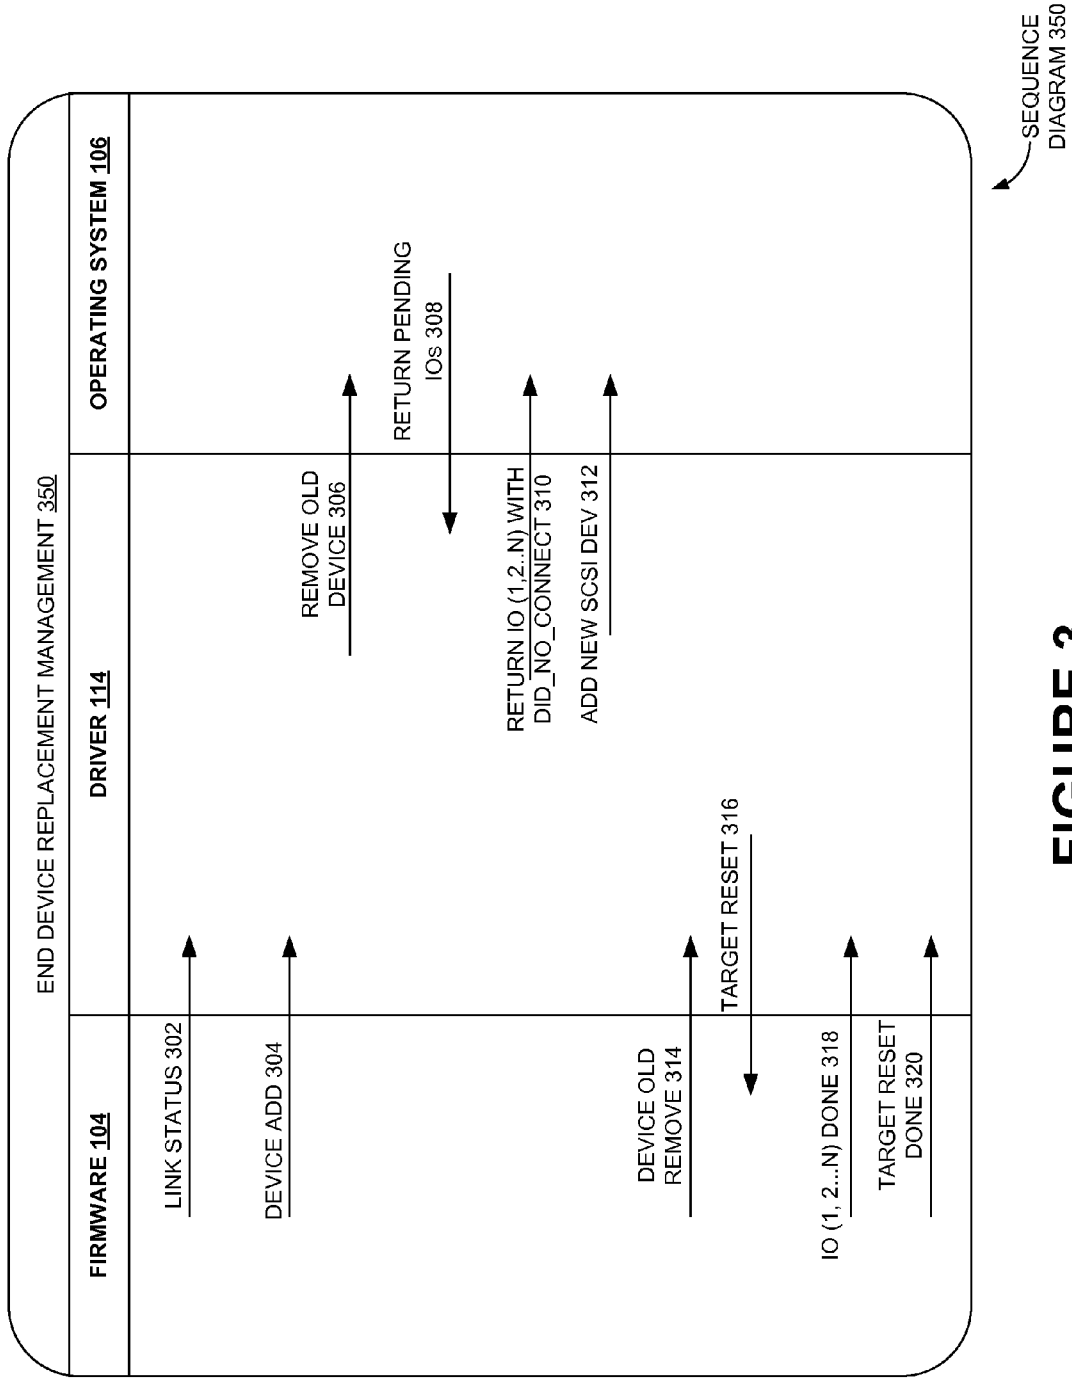 END DEVICE REPLACEMENT MANAGEMENT 350
FIRMWARE 104
DRIVER 114
OPERATING SYSTEM 106
LINK STATUS 302
DEVICE ADD 304
REMOVE OLD
DEVICE 306
RETURN PENDING
IOs 308
RETURN IO (1,2..N) WITH
DID_NO_CONNECT 310
ADD NEW SCSI DEV 312
DEVICE OLD
REMOVE 314
TARGET RESET 316
IO (1, 2...N) DONE 318
TARGET RESET
DONE 320
SEQUENCE
DIAGRAM 350
FIGURE